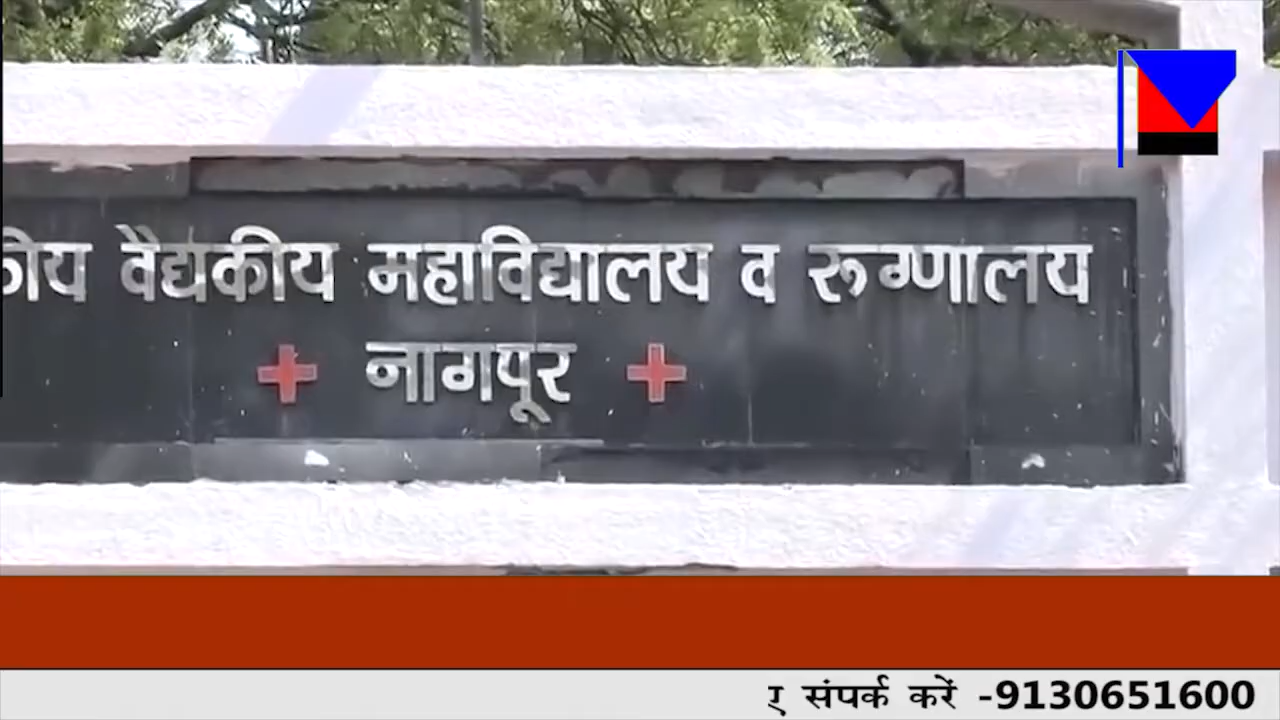 वैद्यकीय महाविद्यालय व रूग्णालय
नागपूर
संपर्क करें -9130651600